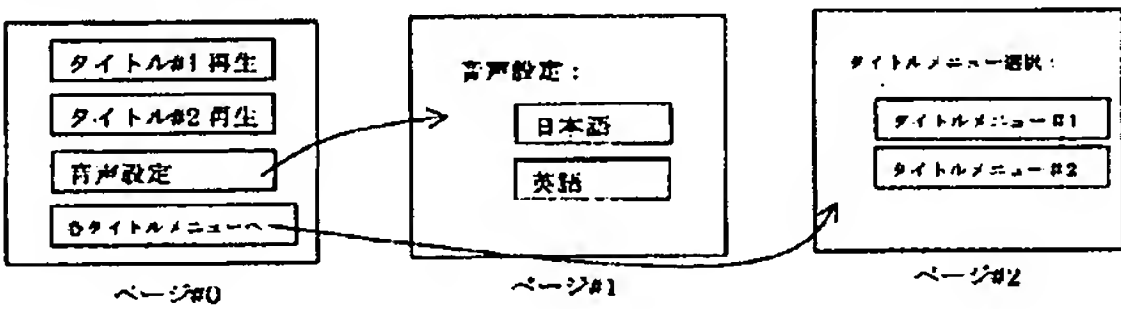 タイトル#1 再生
タイトル#2 再生
音声設定
各タイトルメニューへ
ページ#0
音声設定：
日本語
英語
ページ#1
タイトルメニュー選択：
タイトルメニュー#1
タイトルメニュー#2
ページ#2